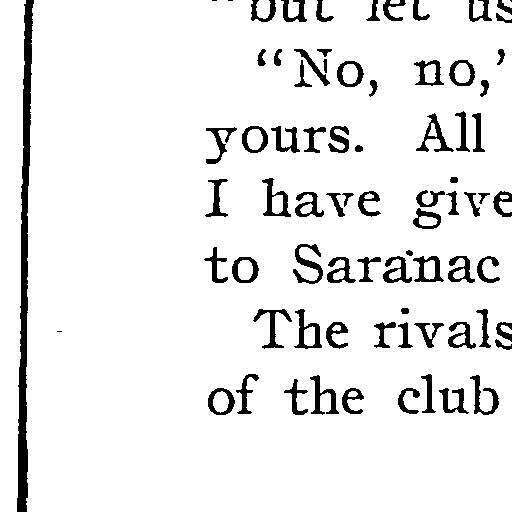 "but let us
"No, no,'
yours. All
I have give
to Saranac
The rivals
of the club